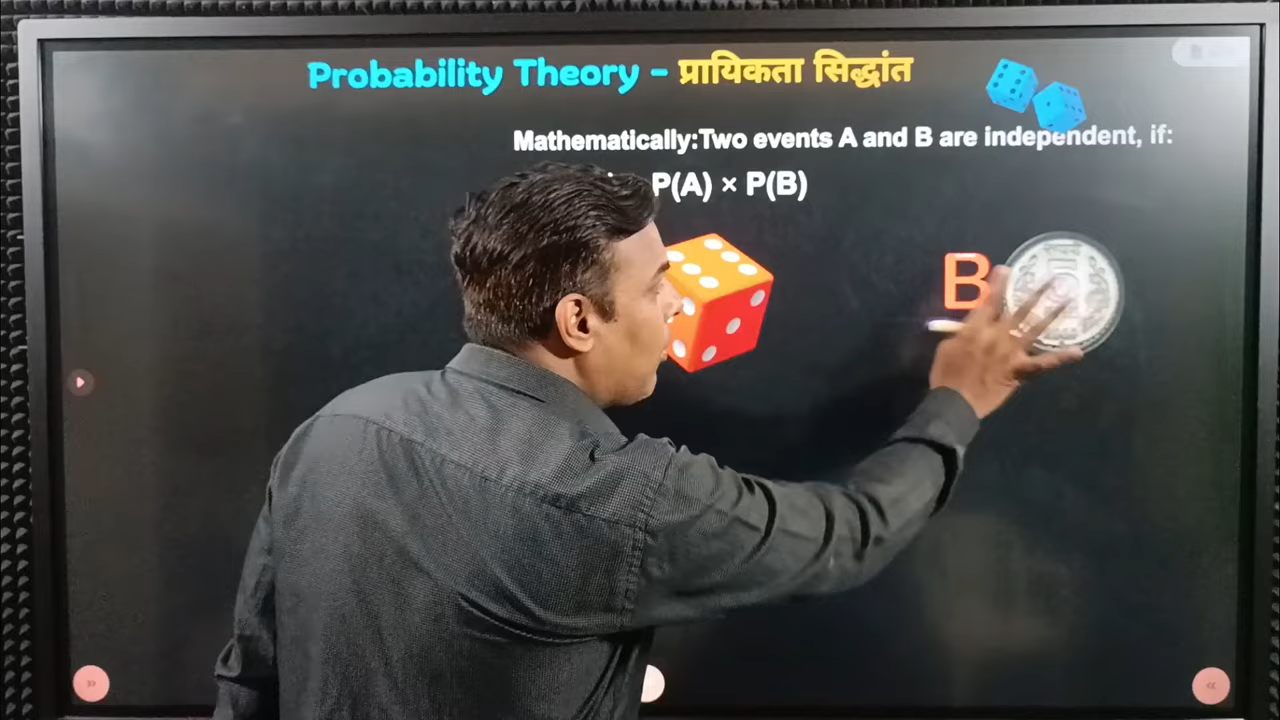 Probability Theory - प्रायिकता सिद्धांत
Mathematically:Two events A and B are independent, if:
P(A) × P(B)
B